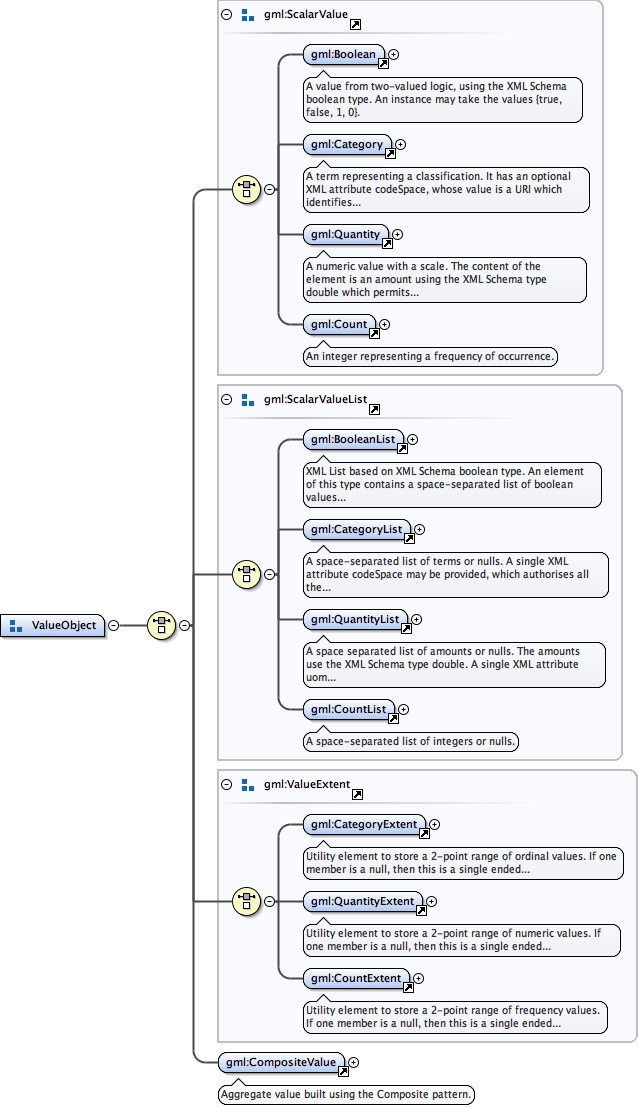 gml:ScalarValue
gml:Boolean
A value from two-valued logic, using the XML Schema
boolean type. An instance may take the values {true,
false, 1, 0}.
gml:Category
A term representing a classification. It has an optional
XML attribute codeSpace, whose value is a URI which
identifies...
gml:Quantity
A numeric value with a scale. The content of the
element is an amount using the XML Schema type
double which permits...
gml:Count
An integer representing a frequency of occurrence.
gml:ScalarValueList
gml:BooleanList
XML List based on XML Schema boolean type. An element
of this type contains a space-separated list of boolean
values...
gml:CategoryList
A space-separated list of terms or nulls. A single XML
attribute codeSpace may be provided, which authorises all
the...
ValueObject
gml:QuantityList
A space separated list of amounts or nulls. The amounts
use the XML Schema type double. A single XML attribute
uom...
gml:CountList
A space-separated list of integers or nulls.
gml:ValueExtent
gml:CategoryExtent
Utility element to store a 2-point range of ordinal values. If one
member is a null, then this is a single ended...
gml:QuantityExtent
Utility element to store a 2-point range of numeric values. If
one member is a null, then this is a single ended...
gml:CountExtent
Utility element to store a 2-point range of frequency values.
If one member is a null, then this is a single ended...
gml:CompositeValue
Aggregate value built using the Composite pattern.